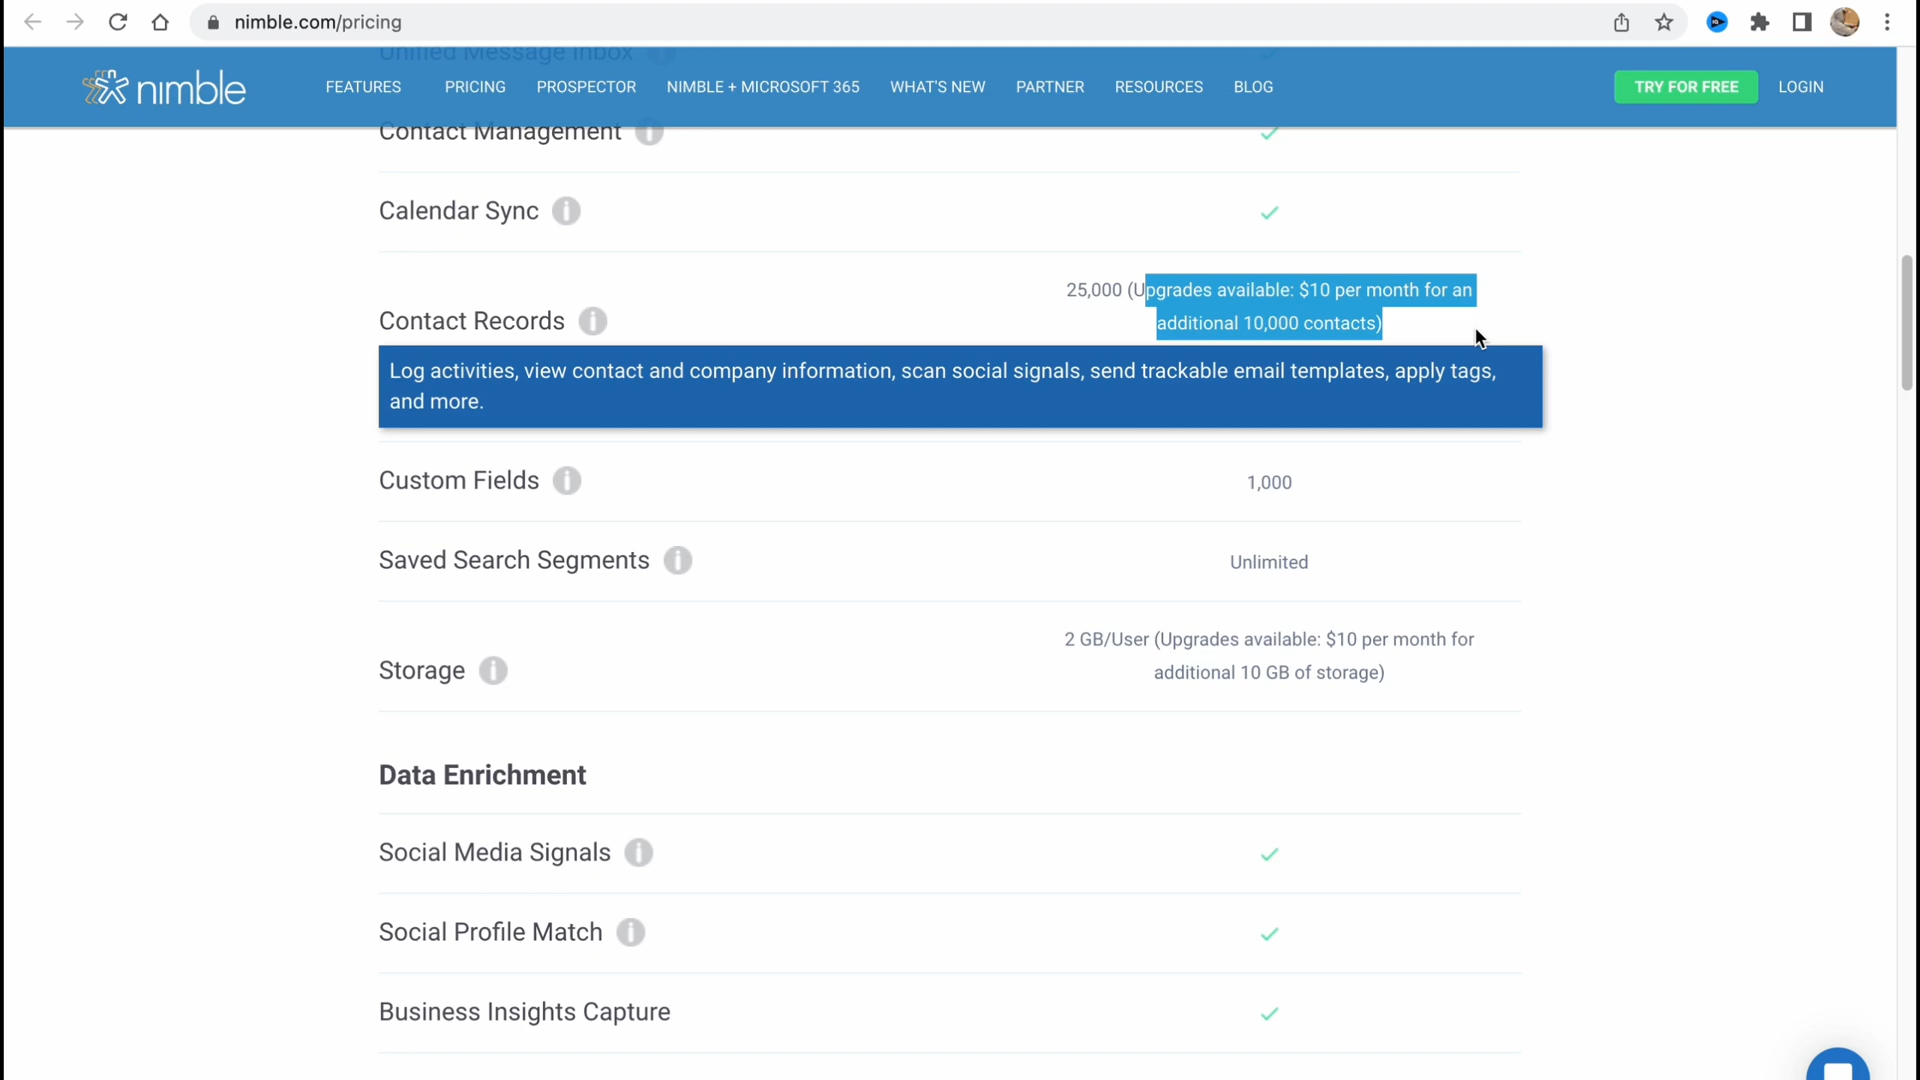 nimble.com/pricing
Unified Message Inbox
nimble
FEATURES
PRICING
PROSPECTOR
NIMBLE + MICROSOFT 365
WHAT'S NEW
PARTNER
RESOURCES
BLOG
TRY FOR FREE
LOGIN
Contact Management
Calendar Sync
Contact Records
25,000 (Upgrades available: $10 per month for an
additional 10,000 contacts)
Log activities, view contact and company information, scan social signals, send trackable email templates, apply tags,
and more.
Custom Fields
1,000
Saved Search Segments
Unlimited
Storage
2 GB/User (Upgrades available: $10 per month for
additional 10 GB of storage)
Data Enrichment
Social Media Signals
Social Profile Match
Business Insights Capture